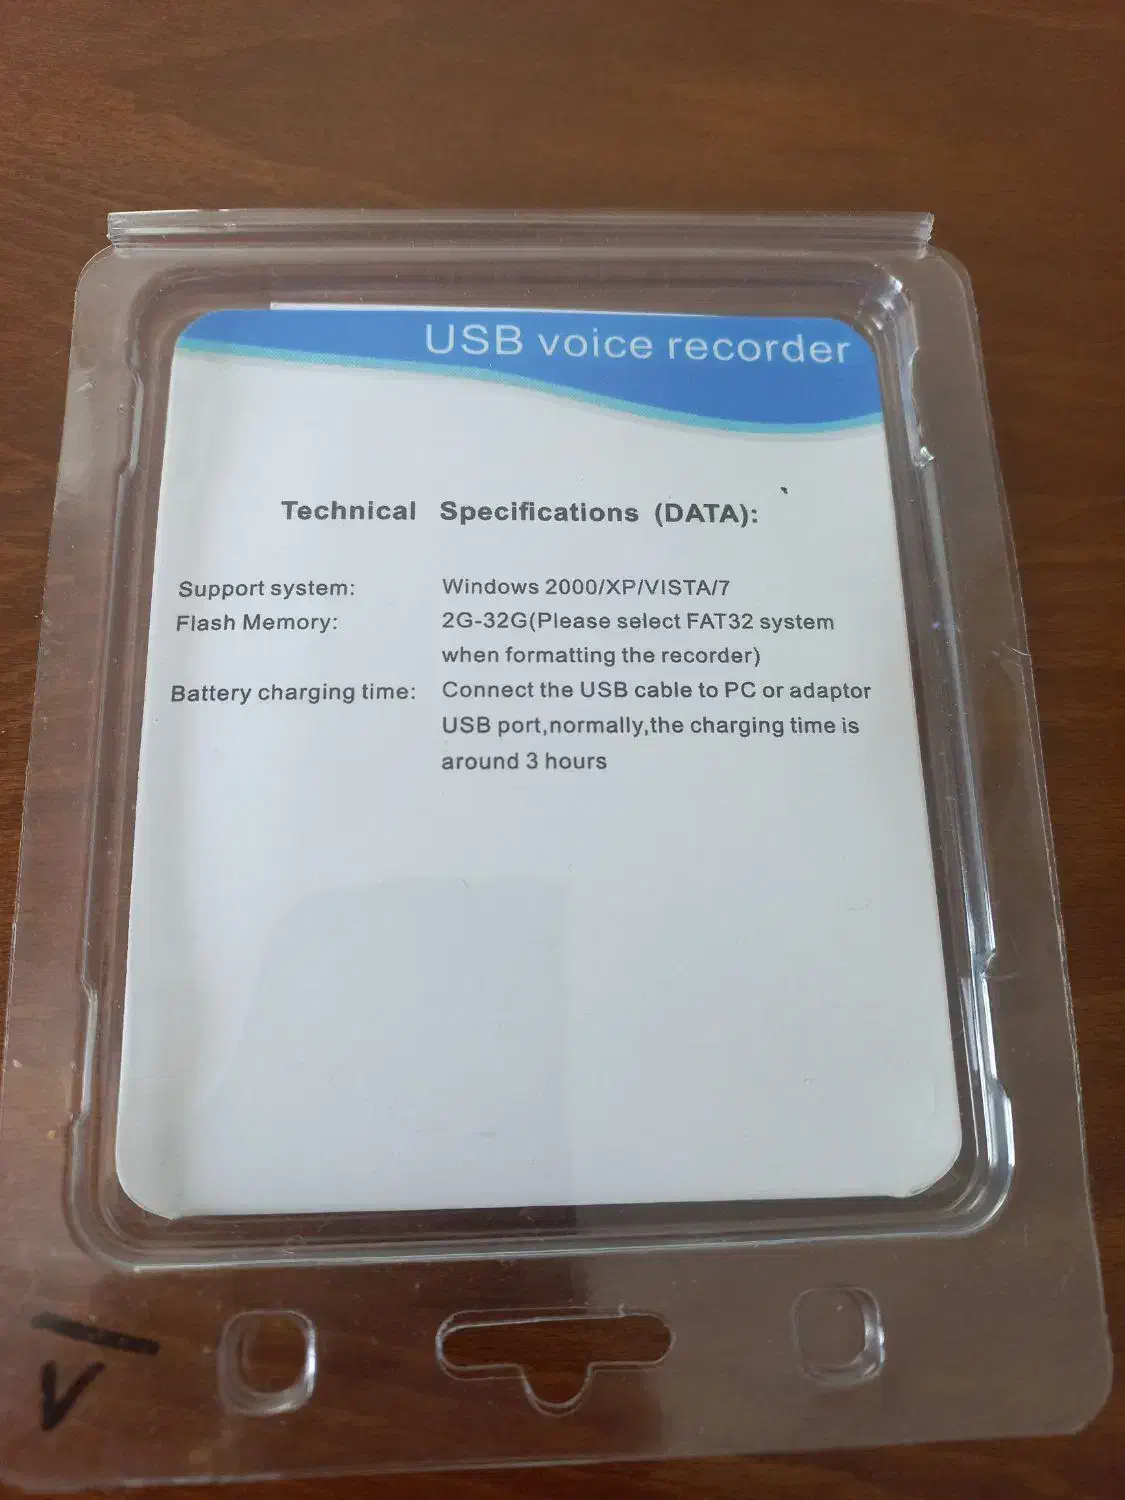 USB voice recorder
Technical Specifications (DATA):
Support system: Windows 2000/XP/VISTA/7
Flash Memory: 2G-32G(Please select FAT32 system
when formatting the recorder)
Battery charging time: Connect the USB cable to PC or adaptor
USB port,normally,the charging time is
around 3 hours